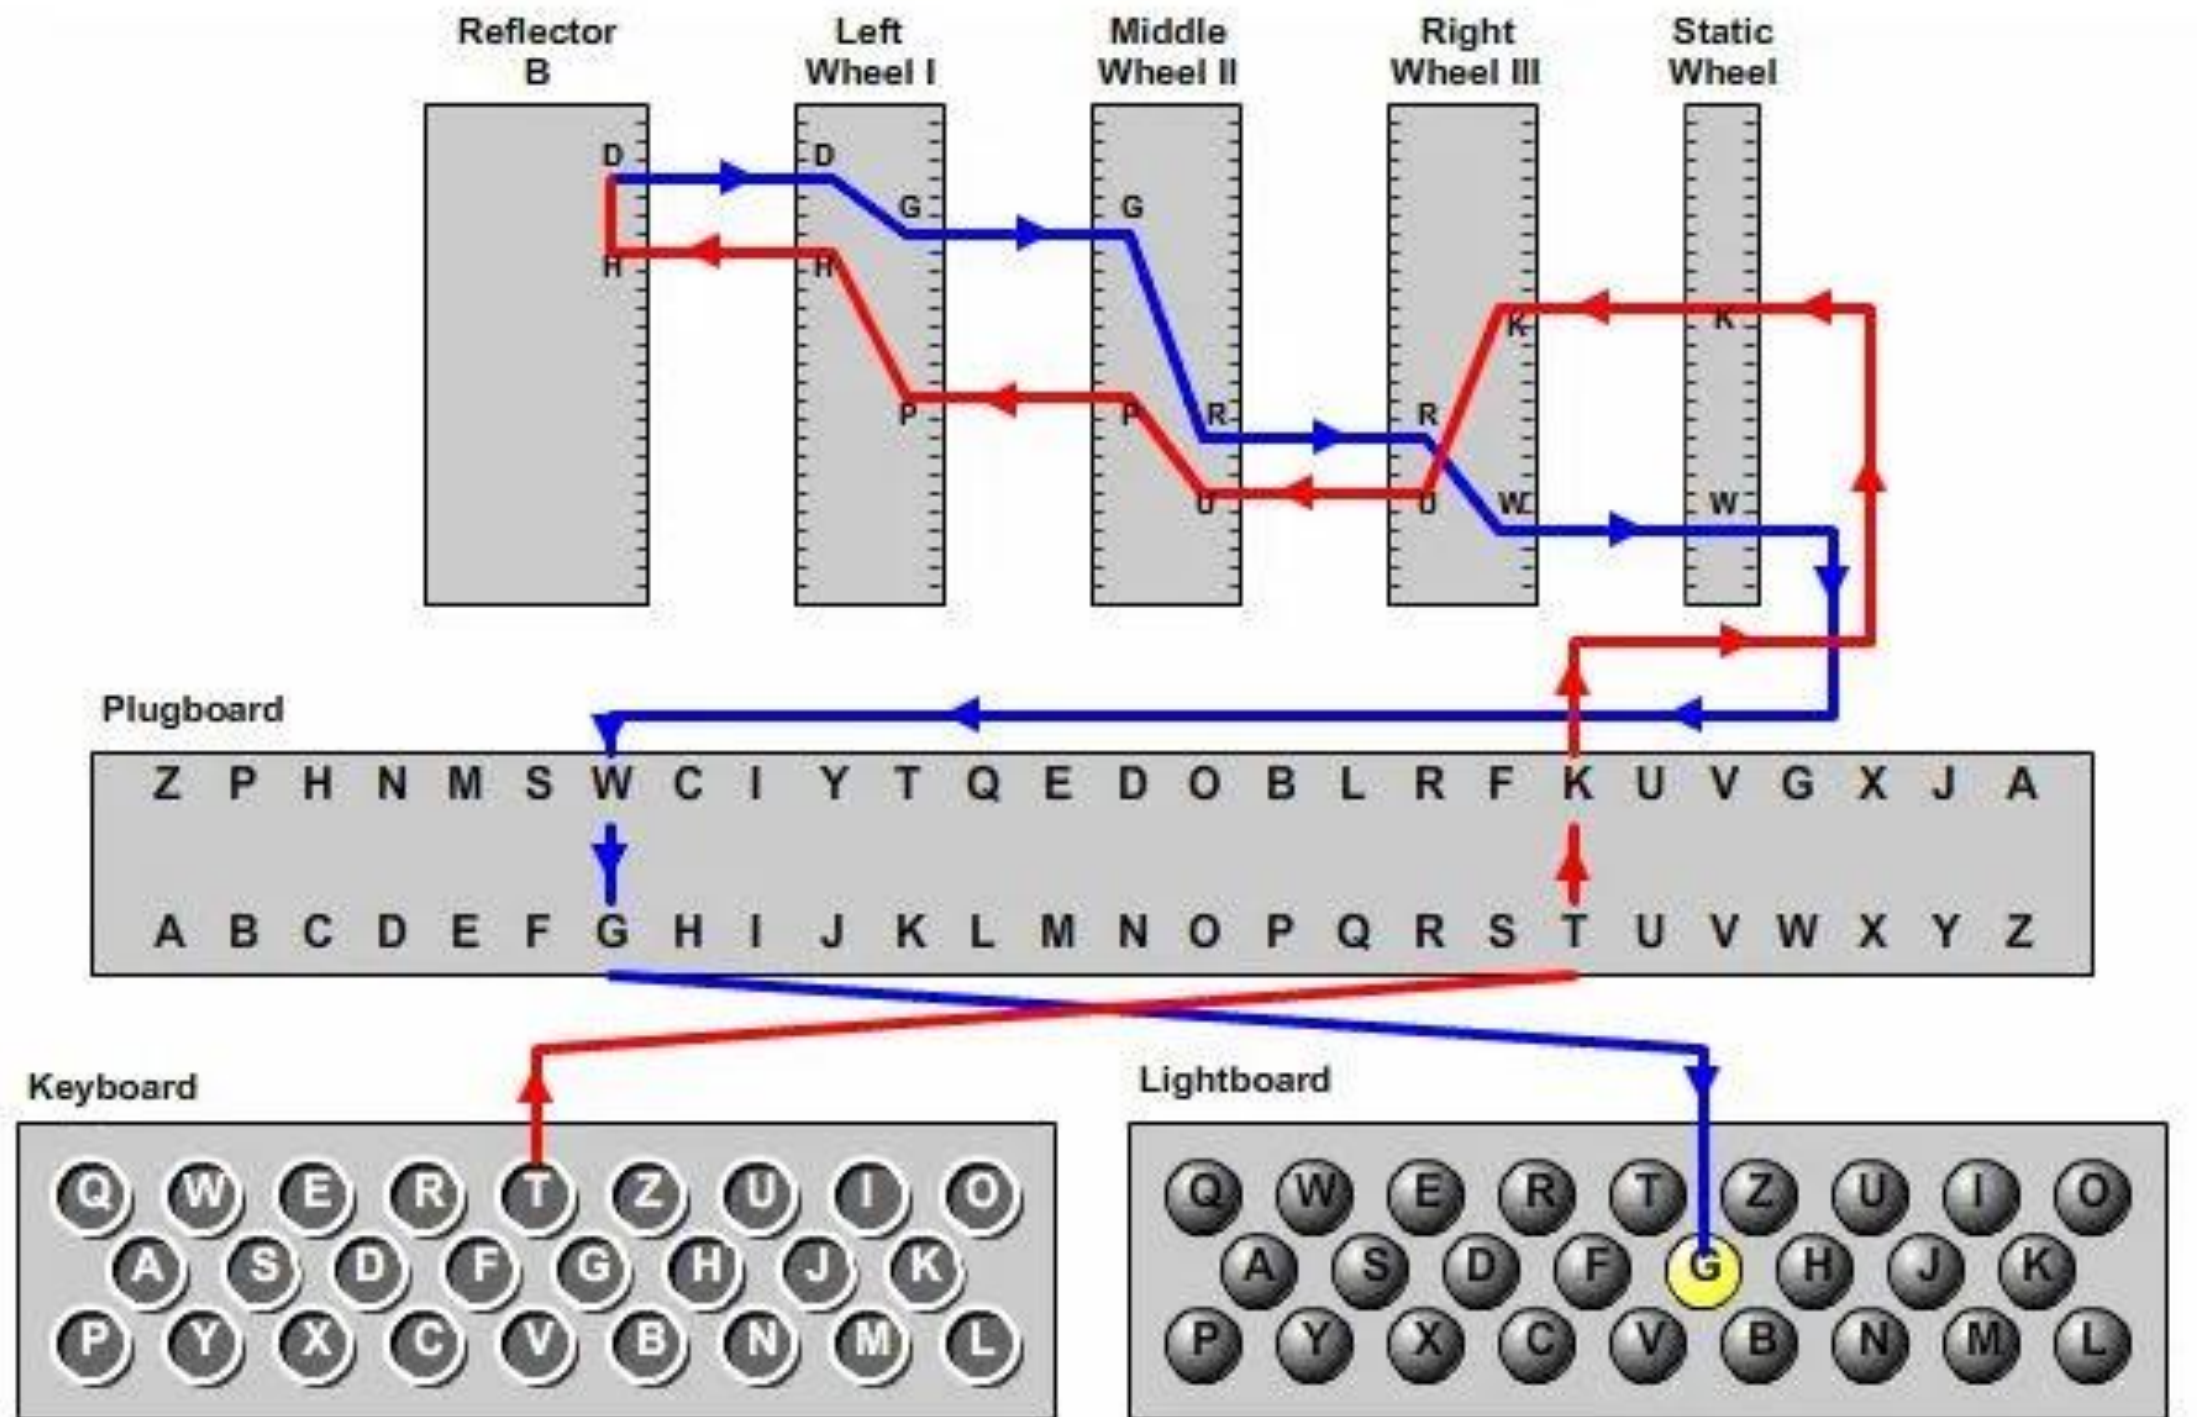 Reflector B
Left Wheel I
Middle Wheel II
Right Wheel III
Static Wheel
D D
G G
H H
K K
P P
R R
U U
W W
Plugboard
Z P H N M S W C I Y T Q E D O B L R F K U V G X J A
A B C D E F G H I J K L M N O P Q R S T U V W X Y Z
Keyboard
Q W E R T Z U I O
A S D F G H J K
P Y X C V B N M L
Lightboard
Q W E R T Z U I O
A S D F G H J K
P Y X C V B N M L